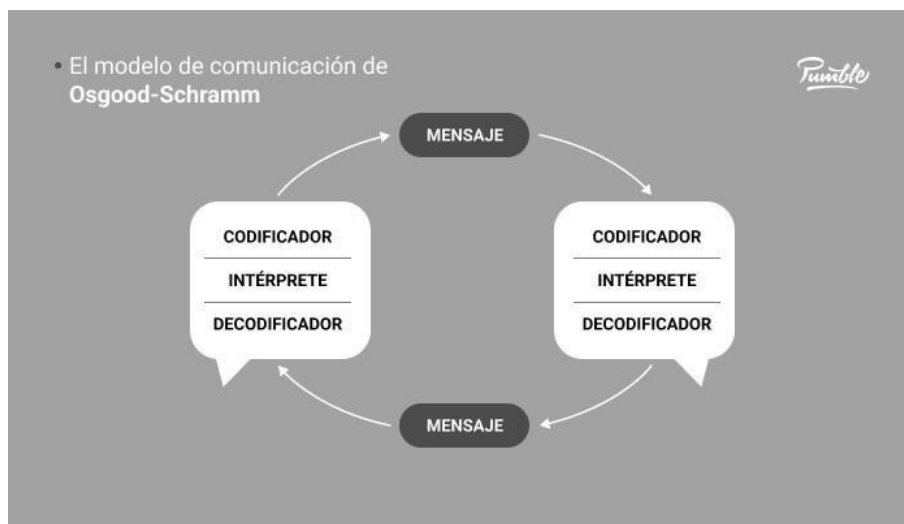 • El modelo de comunicación de
Osgood-Schramm
Pumble
MENSAJE
CODIFICADOR
INTÉRPRETE
DECODIFICADOR
CODIFICADOR
INTÉRPRETE
DECODIFICADOR
MENSAJE